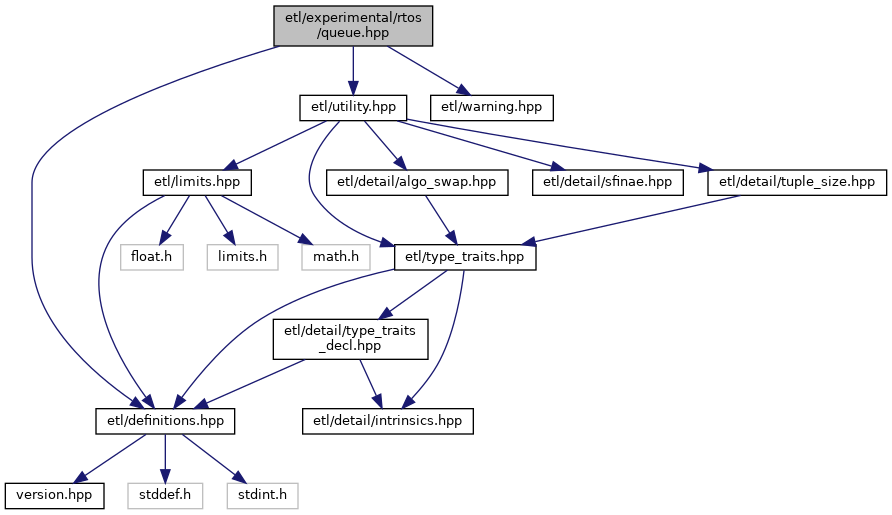 etl/experimental/rtos
/queue.hpp
etl/utility.hpp
etl/warning.hpp
etl/limits.hpp
etl/detail/algo_swap.hpp
etl/detail/sfinae.hpp
etl/detail/tuple_size.hpp
float.h
limits.h
math.h
etl/type_traits.hpp
etl/detail/type_traits
_decl.hpp
etl/definitions.hpp
etl/detail/intrinsics.hpp
version.hpp
stddef.h
stdint.h